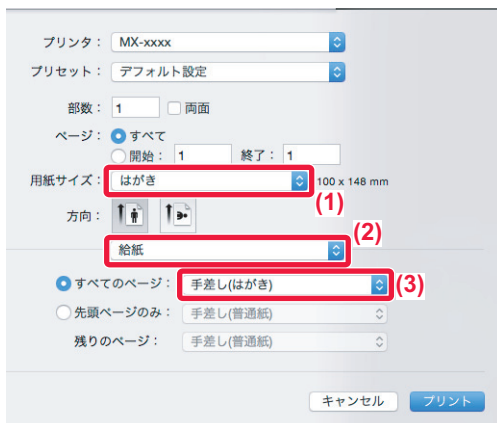 プリンタ： MX-xxxx
プリセット： デフォルト設定
部数： 1 両面
ページ： すべて
開始： 1 終了： 1
用紙サイズ： はがき 100 x 148 mm
(1)
方向：
(2)
給紙
すべてのページ： 手差し(はがき) (3)
先頭ページのみ： 手差し(普通紙)
残りのページ： 手差し(普通紙)
キャンセル プリント